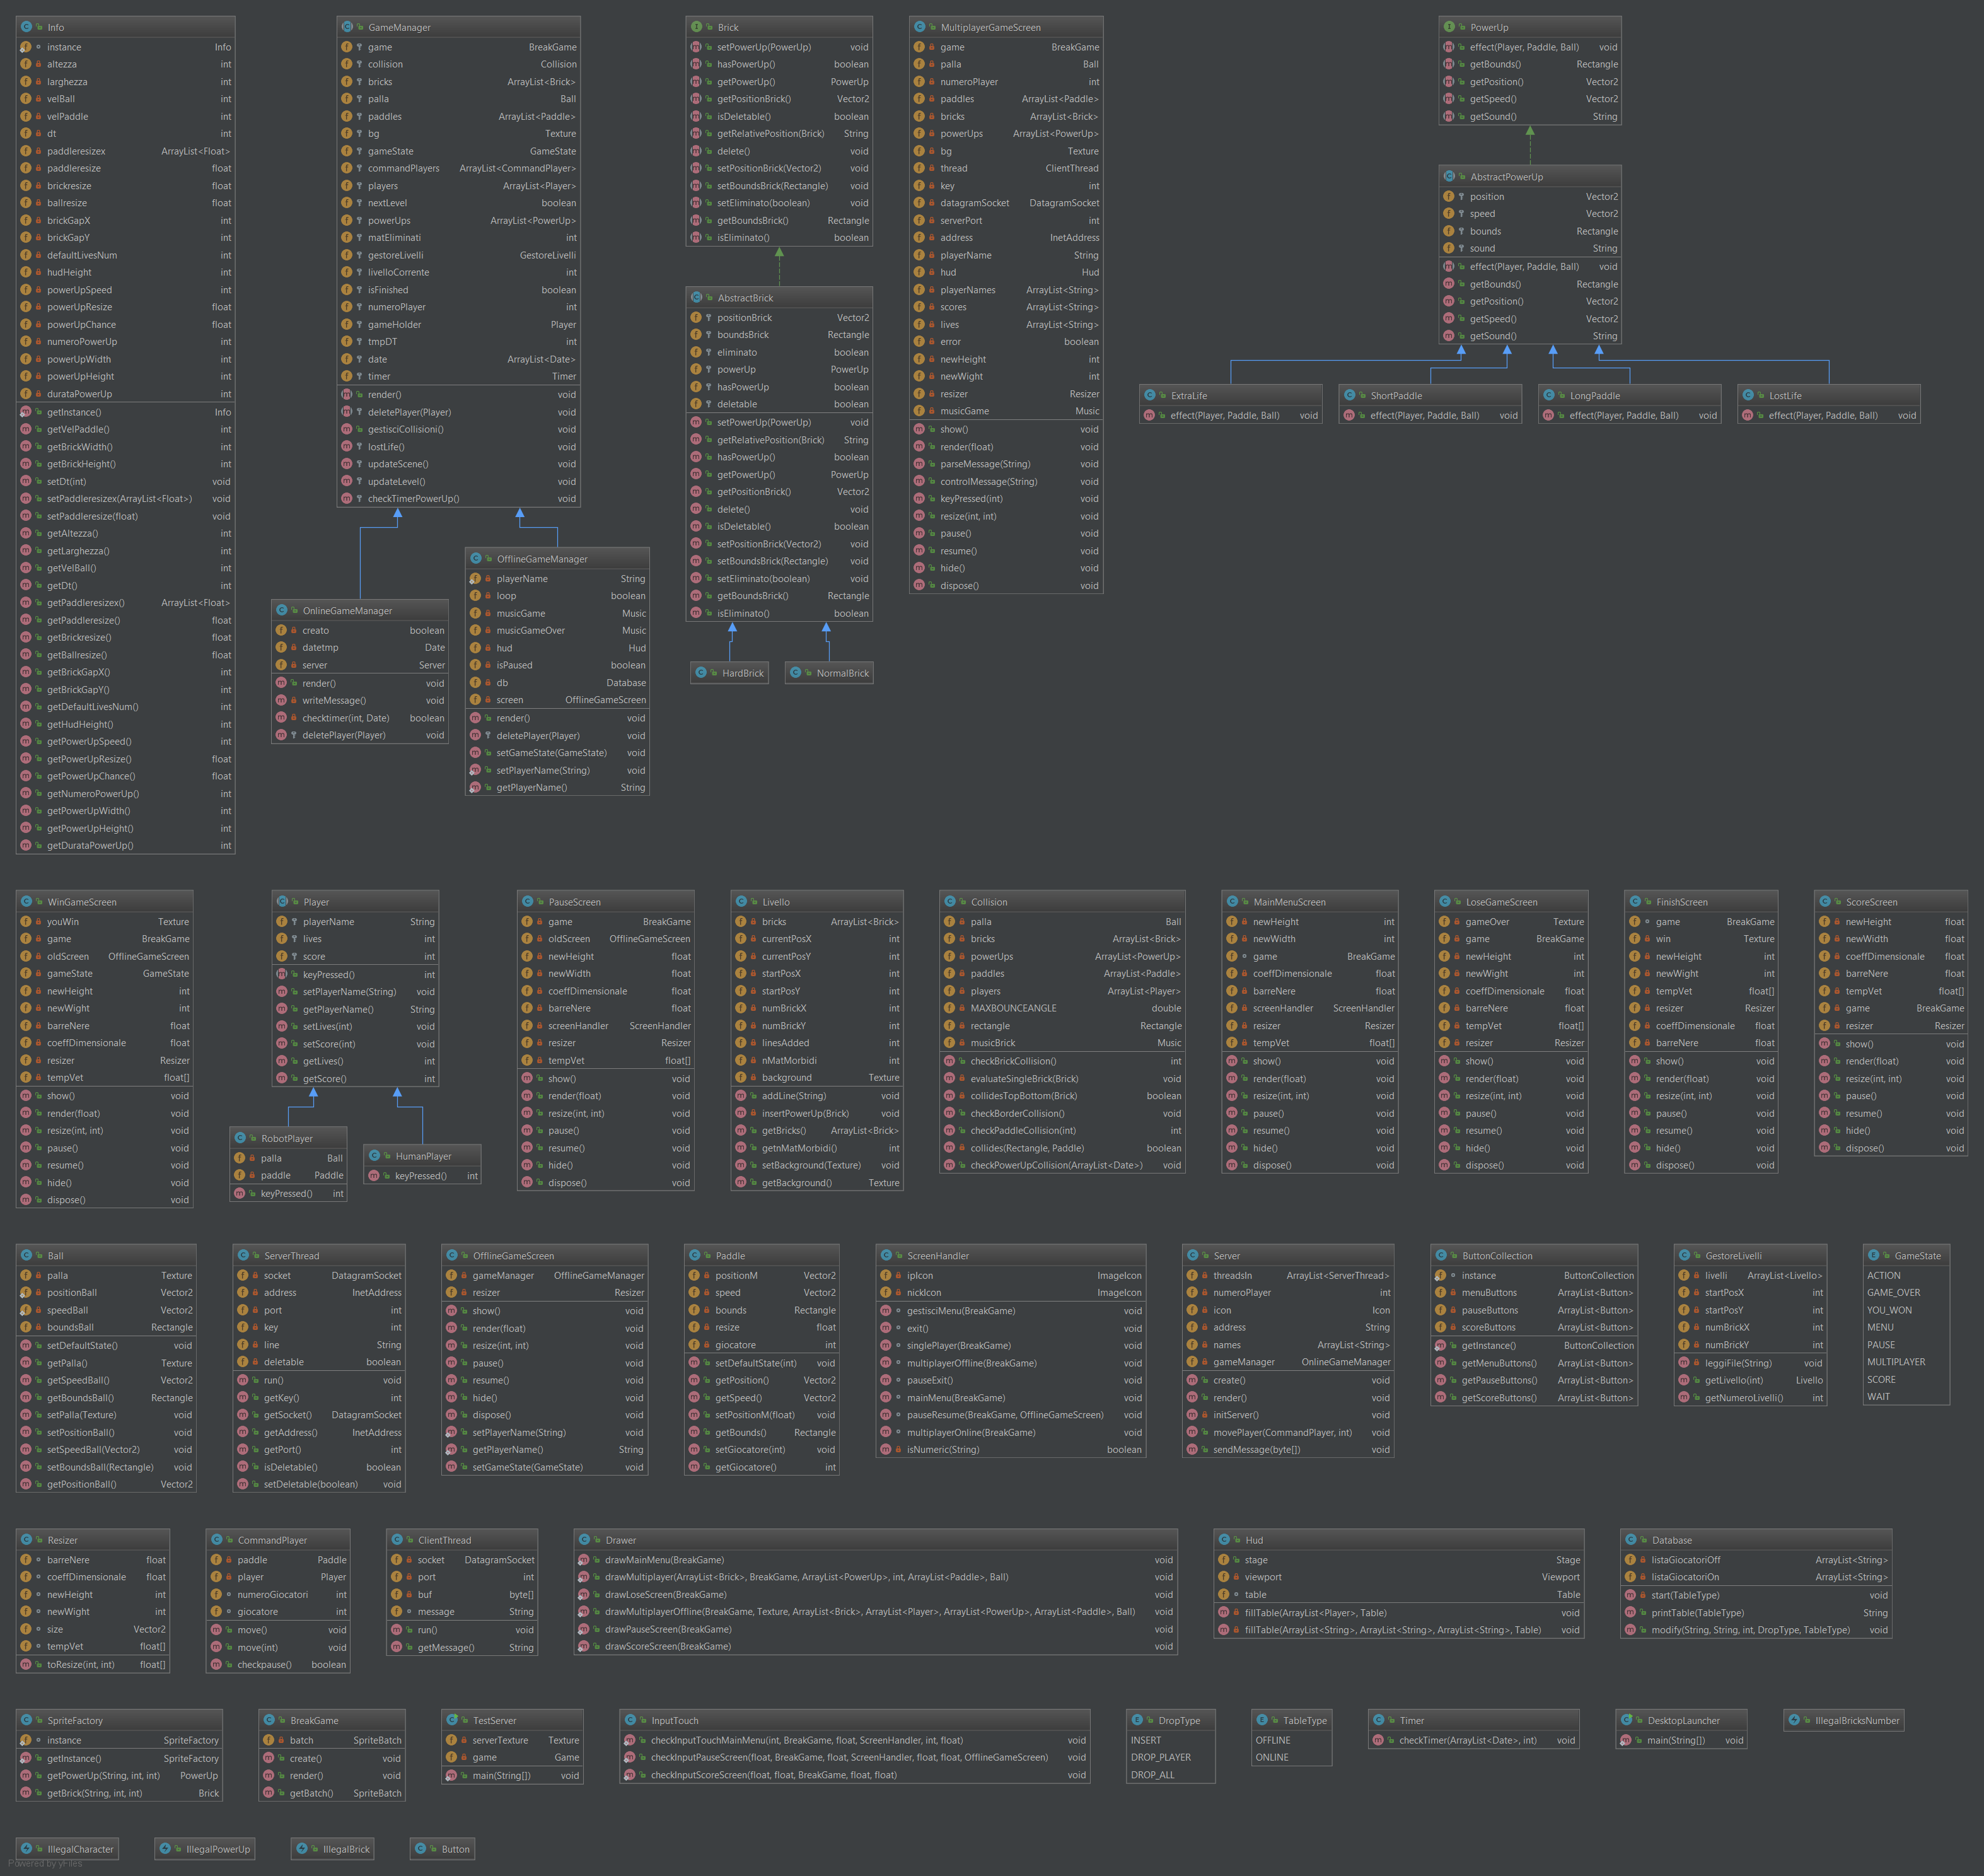 Info
instance Info
altezza int
larghezza int
velBall int
velPaddle int
dt int
paddleresizex ArrayList<Float>
paddleresize float
brickresize float
ballresize float
brickGapX int
brickGapY int
defaultLivesNum int
hudHeight int
powerUpSpeed int
powerUpResize float
powerUpChance float
numeroPowerUp int
powerUpWidth int
powerUpHeight int
durataPowerUp int
getInstance() Info
getVelPaddle() int
getBrickWidth() int
getBrickHeight() int
setDt(int) void
setPaddleresizex(ArrayList<Float>) void
setPaddleresize(float) void
getAltezza() int
getLarghezza() int
getVelBall() int
getDt() int
getPaddleresizex() ArrayList<Float>
getPaddleresize() float
getBrickresize() float
getBallresize() float
getBrickGapX() int
getBrickGapY() int
getDefaultLivesNum() int
getHudHeight() int
getPowerUpSpeed() int
getPowerUpResize() float
getPowerUpChance() float
getNumeroPowerUp() int
getPowerUpWidth() int
getPowerUpHeight() int
getDurataPowerUp() int
GameManager
game BreakGame
collision Collision
bricks ArrayList<Brick>
palla Ball
paddles ArrayList<Paddle>
bg Texture
gameState GameState
commandPlayers ArrayList<CommandPlayer>
players ArrayList<Player>
nextLevel boolean
powerUps ArrayList<PowerUp>
matEliminati int
gestoreLivelli GestoreLivelli
livelloCorrente int
isFinished boolean
numeroPlayer int
gameHolder Player
tmpDT int
date ArrayList<Date>
timer Timer
render() void
deletePlayer(Player) void
gestisciCollisioni() void
lostLife() void
updateScene() void
updateLevel() void
checkTimerPowerUp() void
OnlineGameManager
creato boolean
datetmp Date
server Server
render() void
writeMessage() void
checktimer(int, Date) boolean
deletePlayer(Player) void
OfflineGameManager
playerName String
loop boolean
musicGame Music
musicGameOver Music
hud Hud
isPaused boolean
db Database
screen OfflineGameScreen
render() void
deletePlayer(Player) void
setGameState(GameState) void
setPlayerName(String) void
getPlayerName() String
Brick
setPowerUp(PowerUp) void
hasPowerUp() boolean
getPowerUp() PowerUp
getPositionBrick() Vector2
isDeletable() boolean
getRelativePosition(Brick) String
delete() void
setPositionBrick(Vector2) void
setBoundsBrick(Rectangle) void
setEliminato(boolean) void
getBoundsBrick() Rectangle
isEliminato() boolean
AbstractBrick
positionBrick Vector2
boundsBrick Rectangle
eliminato boolean
powerUp PowerUp
hasPowerUp boolean
deletable boolean
setPowerUp(PowerUp) void
getRelativePosition(Brick) String
hasPowerUp() boolean
getPowerUp() PowerUp
getPositionBrick() Vector2
delete() void
isDeletable() boolean
setPositionBrick(Vector2) void
setBoundsBrick(Rectangle) void
setEliminato(boolean) void
getBoundsBrick() Rectangle
isEliminato() boolean
HardBrick
NormalBrick
MultiplayerGameScreen
game BreakGame
palla Ball
numeroPlayer int
paddles ArrayList<Paddle>
bricks ArrayList<Brick>
powerUps ArrayList<PowerUp>
bg Texture
thread ClientThread
key int
datagramSocket DatagramSocket
serverPort int
address InetAddress
playerName String
hud Hud
playerNames ArrayList<String>
scores ArrayList<String>
lives ArrayList<String>
error boolean
newHeight int
newWight int
resizer Resizer
musicGame Music
show() void
render(float) void
parseMessage(String) void
controlMessage(String) void
keyPressed(int) void
resize(int, int) void
pause() void
resume() void
hide() void
dispose() void
PowerUp
effect(Player, Paddle, Ball) void
getBounds() Rectangle
getPosition() Vector2
getSpeed() Vector2
getSound() String
AbstractPowerUp
position Vector2
speed Vector2
bounds Rectangle
sound String
effect(Player, Paddle, Ball) void
getBounds() Rectangle
getPosition() Vector2
getSpeed() Vector2
getSound() String
ExtraLife
effect(Player, Paddle, Ball) void
ShortPaddle
effect(Player, Paddle, Ball) void
LongPaddle
effect(Player, Paddle, Ball) void
LostLife
effect(Player, Paddle, Ball) void
WinGameScreen
youWin Texture
game BreakGame
oldScreen OfflineGameScreen
gameState GameState
newHeight int
newWight int
barreNere float
coeffDimensionale float
resizer Resizer
tempVet float[]
show() void
render(float) void
resize(int, int) void
pause() void
resume() void
hide() void
dispose() void
Player
playerName String
lives int
score int
keyPressed() int
setPlayerName(String) void
getPlayerName() String
setLives(int) void
setScore(int) void
getLives() int
getScore() int
RobotPlayer
palla Ball
paddle Paddle
keyPressed() int
HumanPlayer
keyPressed() int
PauseScreen
game BreakGame
oldScreen OfflineGameScreen
newHeight float
newWidth float
coeffDimensionale float
barreNere float
screenHandler ScreenHandler
resizer Resizer
tempVet float[]
show() void
render(float) void
resize(int, int) void
pause() void
resume() void
hide() void
dispose() void
Livello
bricks ArrayList<Brick>
currentPosX int
currentPosY int
startPosX int
startPosY int
numBrickX int
numBrickY int
linesAdded int
nMatMorbidi int
background Texture
addLine(String) void
insertPowerUp(Brick) void
getBricks() ArrayList<Brick>
getnMatMorbidi() int
setBackground(Texture) void
getBackground() Texture
Collision
palla Ball
bricks ArrayList<Brick>
powerUps ArrayList<PowerUp>
paddles ArrayList<Paddle>
players ArrayList<Player>
MAXBOUNCEANGLE double
rectangle Rectangle
musicBrick Music
checkBrickCollision() int
evaluateSingleBrick(Brick) void
collidesTopBottom(Brick) boolean
checkBorderCollision() void
checkPaddleCollision(int) int
collides(Rectangle, Paddle) boolean
checkPowerUpCollision(ArrayList<Date>) void
MainMenuScreen
newHeight int
newWidth int
game BreakGame
coeffDimensionale float
barreNere float
screenHandler ScreenHandler
resizer Resizer
tempVet float[]
show() void
render(float) void
resize(int, int) void
pause() void
resume() void
hide() void
dispose() void
LoseGameScreen
gameOver Texture
game BreakGame
newHeight int
newWight int
coeffDimensionale float
barreNere float
tempVet float[]
resizer Resizer
show() void
render(float) void
resize(int, int) void
pause() void
resume() void
hide() void
dispose() void
FinishScreen
game BreakGame
win Texture
newHeight int
newWight int
tempVet float[]
resizer Resizer
coeffDimensionale float
barreNere float
show() void
render(float) void
resize(int, int) void
pause() void
resume() void
hide() void
dispose() void
ScoreScreen
newHeight float
newWidth float
coeffDimensionale float
barreNere float
tempVet float[]
game BreakGame
resizer Resizer
show() void
render(float) void
resize(int, int) void
pause() void
resume() void
hide() void
dispose() void
Ball
palla Texture
positionBall Vector2
speedBall Vector2
boundsBall Rectangle
setDefaultState() void
getPalla() Texture
getSpeedBall() Vector2
getBoundsBall() Rectangle
setPalla(Texture) void
setPositionBall() void
setSpeedBall(Vector2) void
setBoundsBall(Rectangle) void
getPositionBall() Vector2
ServerThread
socket DatagramSocket
address InetAddress
port int
key int
line String
deletable boolean
run() void
getKey() int
getSocket() DatagramSocket
getAddress() InetAddress
getPort() int
isDeletable() boolean
setDeletable(boolean) void
OfflineGameScreen
gameManager OfflineGameManager
resizer Resizer
show() void
render(float) void
resize(int, int) void
pause() void
resume() void
hide() void
dispose() void
setPlayerName(String) void
getPlayerName() String
setGameState(GameState) void
Paddle
positionM Vector2
speed Vector2
bounds Rectangle
resize float
giocatore int
setDefaultState(int) void
getPosition() Vector2
getSpeed() Vector2
setPositionM(float) void
getBounds() Rectangle
setGiocatore(int) void
getGiocatore() int
ScreenHandler
ipIcon ImageIcon
nickIcon ImageIcon
gestisciMenu(BreakGame) void
exit() void
singlePlayer(BreakGame) void
multiplayerOffline(BreakGame) void
pauseExit() void
mainMenu(BreakGame) void
pauseResume(BreakGame, OfflineGameScreen) void
multiplayerOnline(BreakGame) void
isNumeric(String) boolean
Server
threadsIn ArrayList<ServerThread>
numeroPlayer int
icon Icon
address String
names ArrayList<String>
gameManager OnlineGameManager
create() void
render() void
initServer() void
movePlayer(CommandPlayer, int) void
sendMessage(byte[]) void
ButtonCollection
instance ButtonCollection
menuButtons ArrayList<Button>
pauseButtons ArrayList<Button>
scoreButtons ArrayList<Button>
getInstance() ButtonCollection
getMenuButtons() ArrayList<Button>
getPauseButtons() ArrayList<Button>
getScoreButtons() ArrayList<Button>
GestoreLivelli
livelli ArrayList<Livello>
startPosX int
startPosY int
numBrickX int
numBrickY int
leggiFile(String) void
getLivello(int) Livello
getNumeroLivelli() int
GameState
ACTION
GAME_OVER
YOU_WON
MENU
PAUSE
MULTIPLAYER
SCORE
WAIT
Resizer
barreNere float
coeffDimensionale float
newHeight int
newWight int
size Vector2
tempVet float[]
toResize(int, int) float[]
CommandPlayer
paddle Paddle
player Player
numeroGiocatori int
giocatore int
move() void
move(int) void
checkpause() boolean
ClientThread
socket DatagramSocket
port int
buf byte[]
message String
run() void
getMessage() String
Drawer
drawMainMenu(BreakGame) void
drawMultiplayer(ArrayList<Brick>, BreakGame, ArrayList<PowerUp>, int, ArrayList<Paddle>, Ball) void
drawLoseScreen(BreakGame) void
drawMultiplayerOffline(BreakGame, Texture, ArrayList<Brick>, ArrayList<Player>, ArrayList<PowerUp>, ArrayList<Paddle>, Ball) void
drawPauseScreen(BreakGame) void
drawScoreScreen(BreakGame) void
Hud
stage Stage
viewport Viewport
table Table
fillTable(ArrayList<Player>, Table) void
fillTable(ArrayList<String>, ArrayList<String>, ArrayList<String>, Table) void
Database
listaGiocatoriOff ArrayList<String>
listaGiocatoriOn ArrayList<String>
start(TableType) void
printTable(TableType) String
modify(String, String, int, DropType, TableType) void
SpriteFactory
instance SpriteFactory
getInstance() SpriteFactory
getPowerUp(String, int, int) PowerUp
getBrick(String, int, int) Brick
BreakGame
batch SpriteBatch
create() void
render() void
getBatch() SpriteBatch
TestServer
serverTexture Texture
game Game
main(String[]) void
InputTouch
checkInputTouchMainMenu(int, BreakGame, float, ScreenHandler, int, float) void
checkInputPauseScreen(float, BreakGame, float, ScreenHandler, float, float, OfflineGameScreen) void
checkInputScoreScreen(float, float, BreakGame, float, float) void
DropType
INSERT
DROP_PLAYER
DROP_ALL
TableType
OFFLINE
ONLINE
Timer
checkTimer(ArrayList<Date>, int) void
DesktopLauncher
main(String[]) void
IllegalBricksNumber
IllegalCharacter
IllegalPowerUp
IllegalBrick
Button
Powered by yFiles